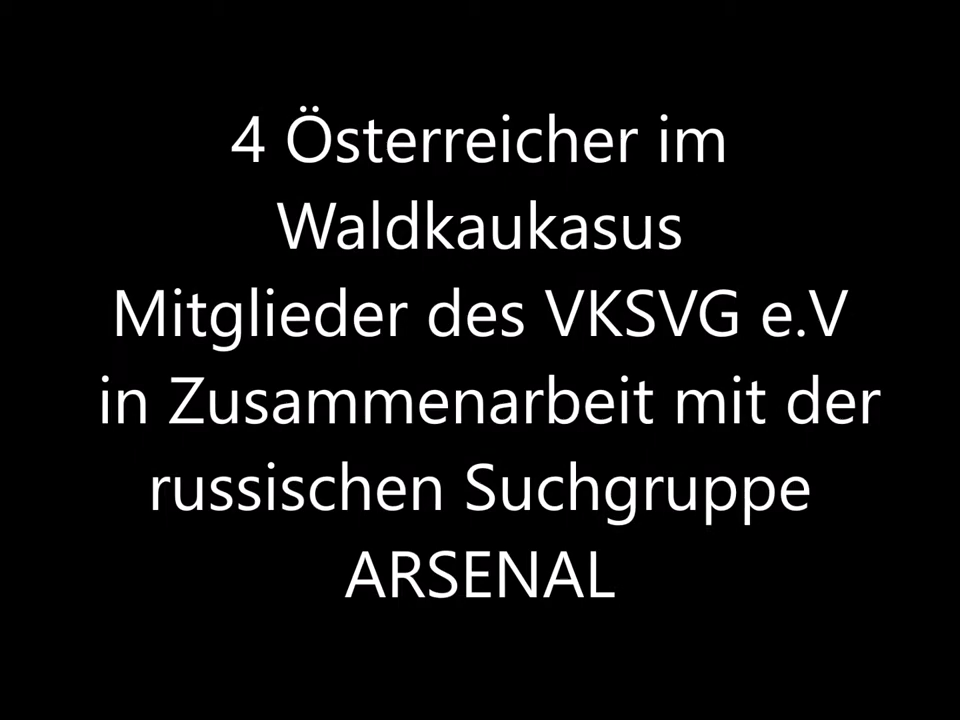 4 Österreicher im
Waldkaukasus
Mitglieder des VKSVG e.V
in Zusammenarbeit mit der
russischen Suchgruppe
ARSENAL